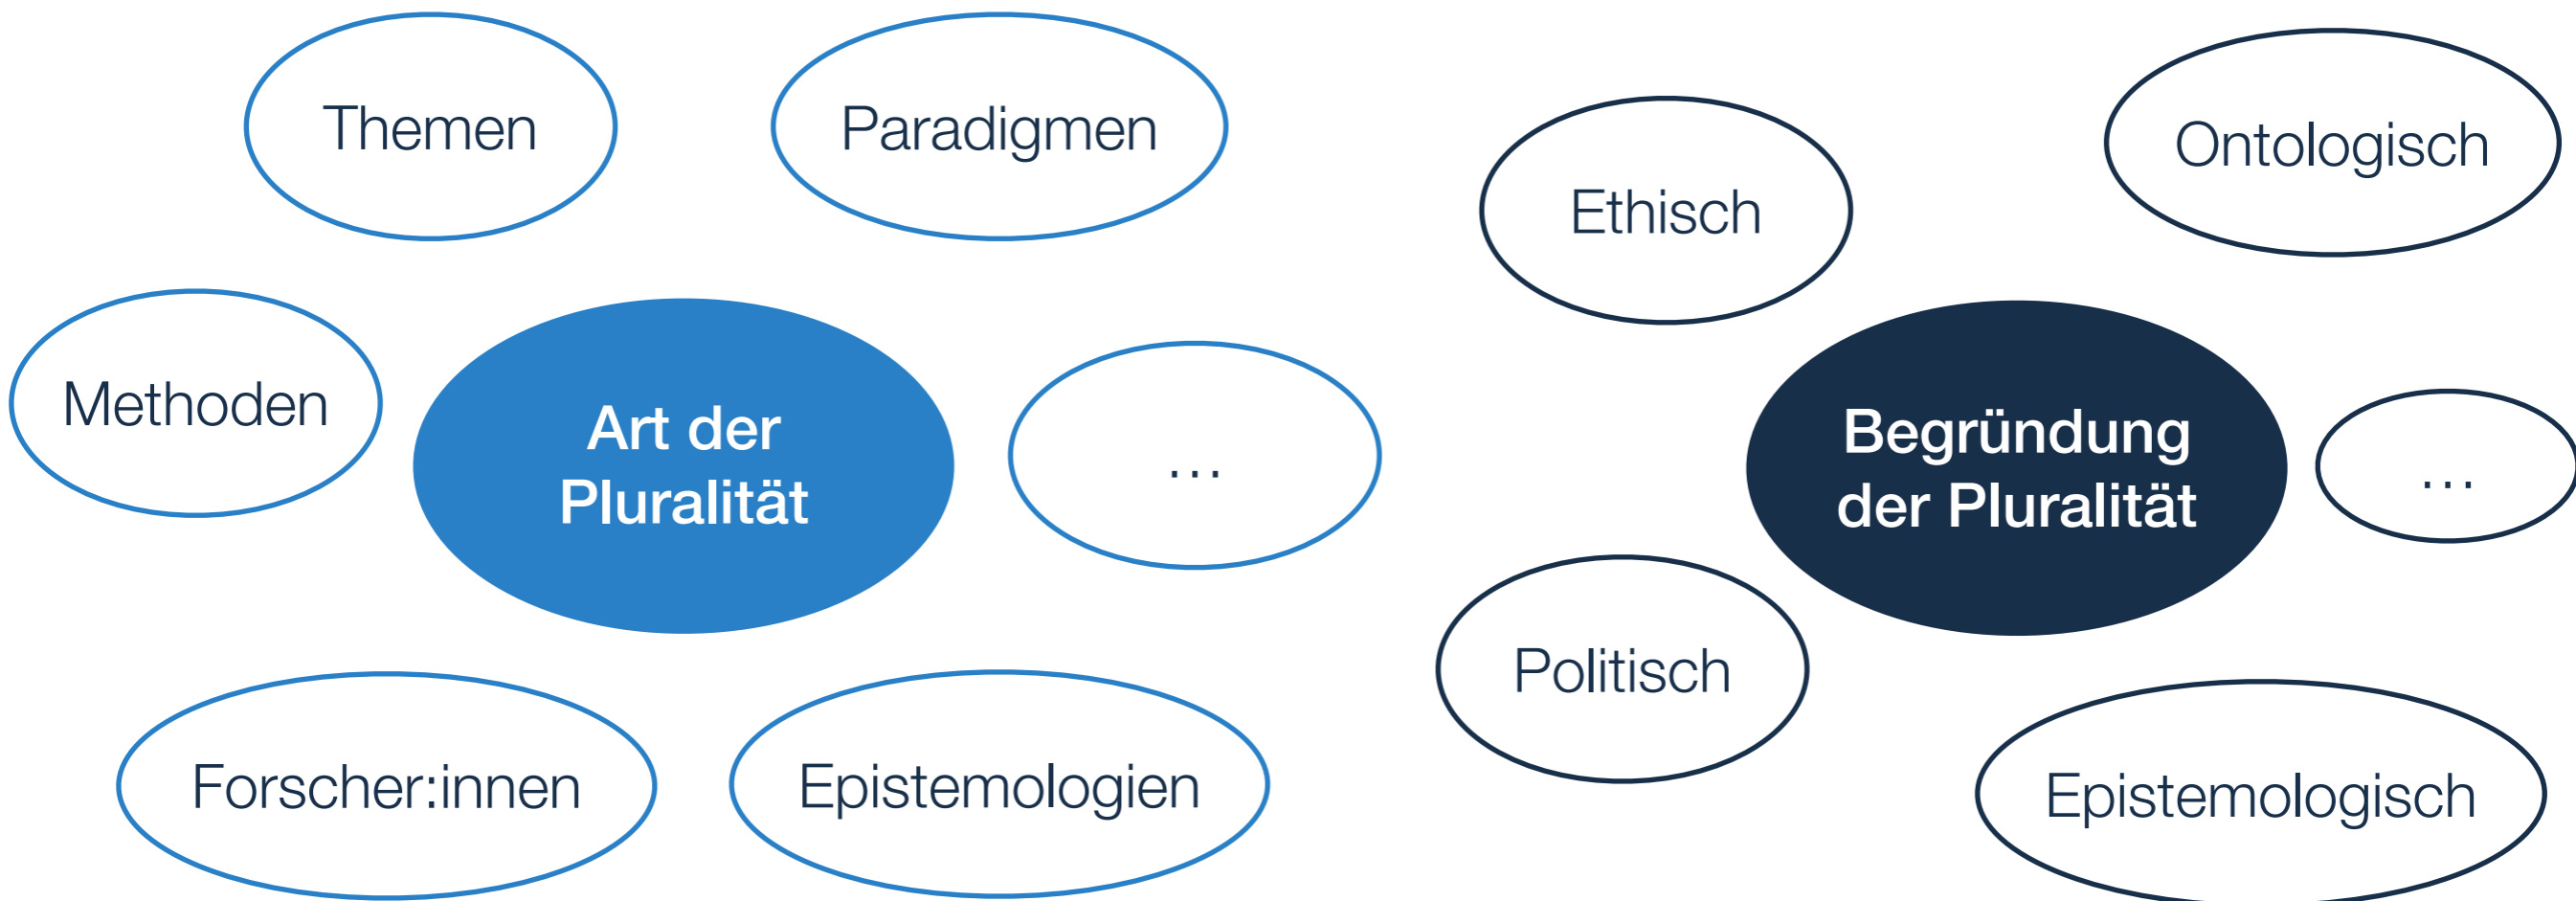 Themen
Paradigmen
Methoden
Art der
Pluralität
…
Forscher:innen
Epistemologien
Ethisch
Ontologisch
Begründung
der Pluralität
…
Politisch
Epistemologisch